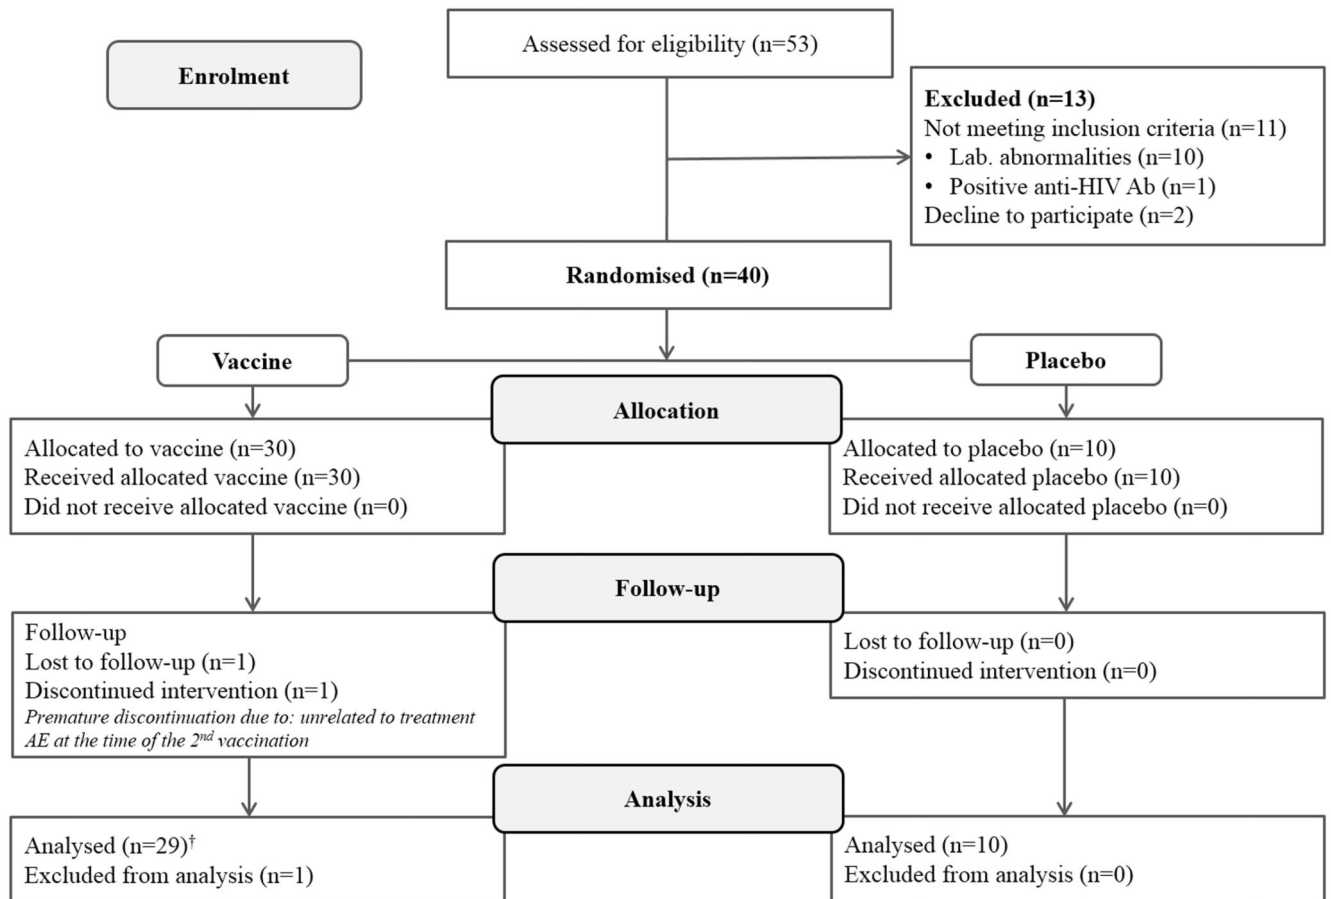 Assessed for eligibility (n=53)
Enrolment
Excluded (n=13)
Not meeting inclusion criteria (n=11)
• Lab. abnormalities (n=10)
• Positive anti-HIV Ab (n=1)
Decline to participate (n=2)
Randomised (n=40)
Vaccine
Placebo
Allocation
Allocated to vaccine (n=30)
Received allocated vaccine (n=30)
Did not receive allocated vaccine (n=0)
Allocated to placebo (n=10)
Received allocated placebo (n=10)
Did not receive allocated placebo (n=0)
Follow-up
Follow-up
Lost to follow-up (n=1)
Discontinued intervention (n=1)
Premature discontinuation due to: unrelated to treatment
AE at the time of the 2nd vaccination
Lost to follow-up (n=0)
Discontinued intervention (n=0)
Analysis
Analysed (n=29)†
Excluded from analysis (n=1)
Analysed (n=10)
Excluded from analysis (n=0)